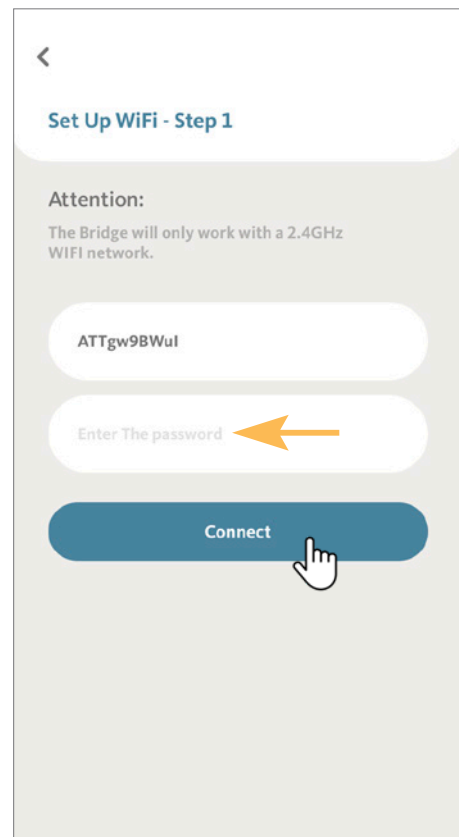 Set Up WiFi - Step 1
Attention:
The Bridge will only work with a 2.4GHz
WIFI network.
ATTgw9BWuI
Enter The password
Connect